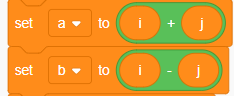 set a to i + j
set b to i - j